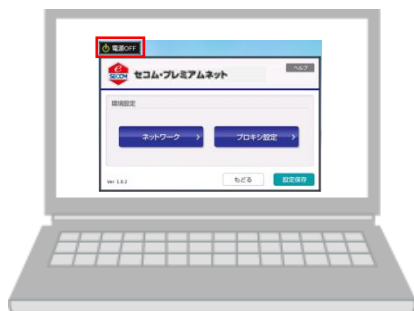 電源OFF
SECOM
セコム・プレミアムネット
ヘルプ
環境設定
ネットワーク
プロキシ設定
Ver 1.0.2
もどる
設定保存